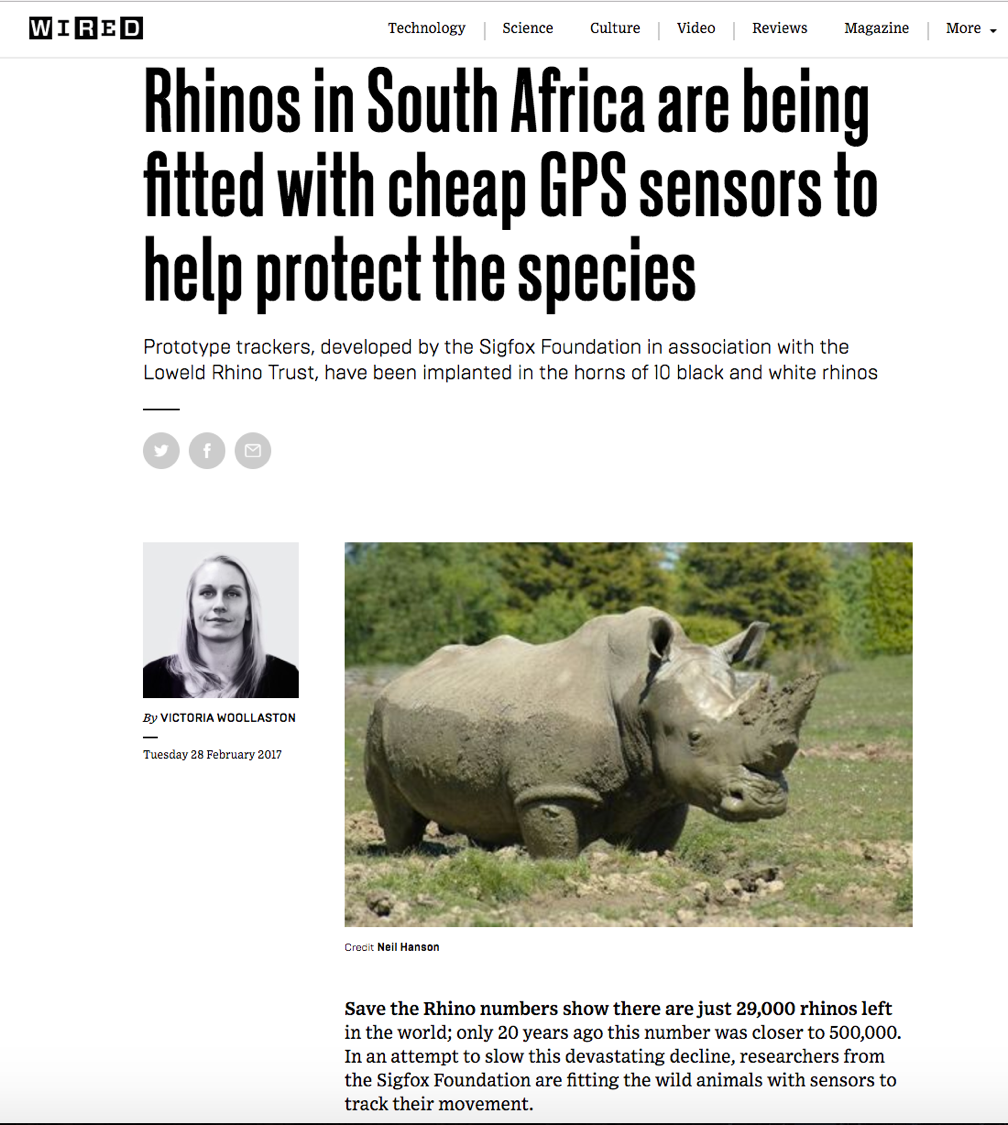 WIRED
Technology
Science
Culture
Video
Reviews
Magazine
More
Rhinos in South Africa are being
fitted with cheap GPS sensors to
help protect the species
Prototype trackers, developed by the Sigfox Foundation in association with the
Loweld Rhino Trust, have been implanted in the horns of 10 black and white rhinos
By VICTORIA WOOLLASTON
Tuesday 28 February 2017
Credit Neil Hanson
Save the Rhino numbers show there are just 29,000 rhinos left
in the world; only 20 years ago this number was closer to 500,000.
In an attempt to slow this devastating decline, researchers from
the Sigfox Foundation are fitting the wild animals with sensors to
track their movement.